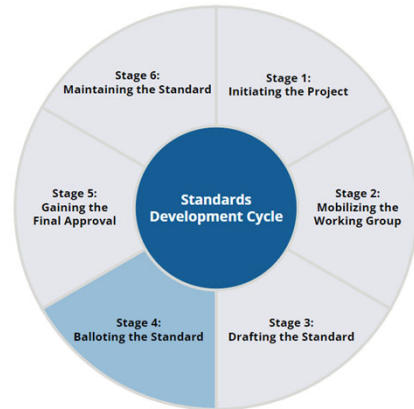 Stage 6:
Maintaining the Standard
Stage 1:
Initiating the Project
Stage 5:
Gaining the
Final Approval
Standards
Development Cycle
Stage 2:
Mobilizing the
Working Group
Stage 4:
Balloting the Standard
Stage 3:
Drafting the Standard